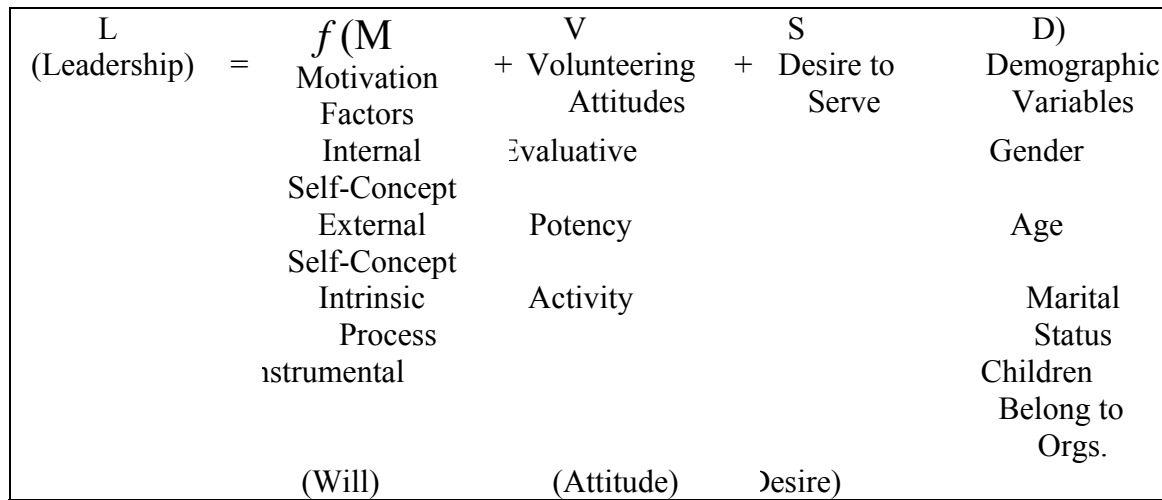 L f(M V S D)
(Leadership) = Motivation + Volunteering + Desire to Demographic
Factors Attitudes Serve Variables
Internal Evaluative Gender
Self-Concept
External Potency Age
Self-Concept
Intrinsic Activity Marital
Process Status
nstrumental Children
Belong to
Orgs.
(Will) (Attitude) Desire)